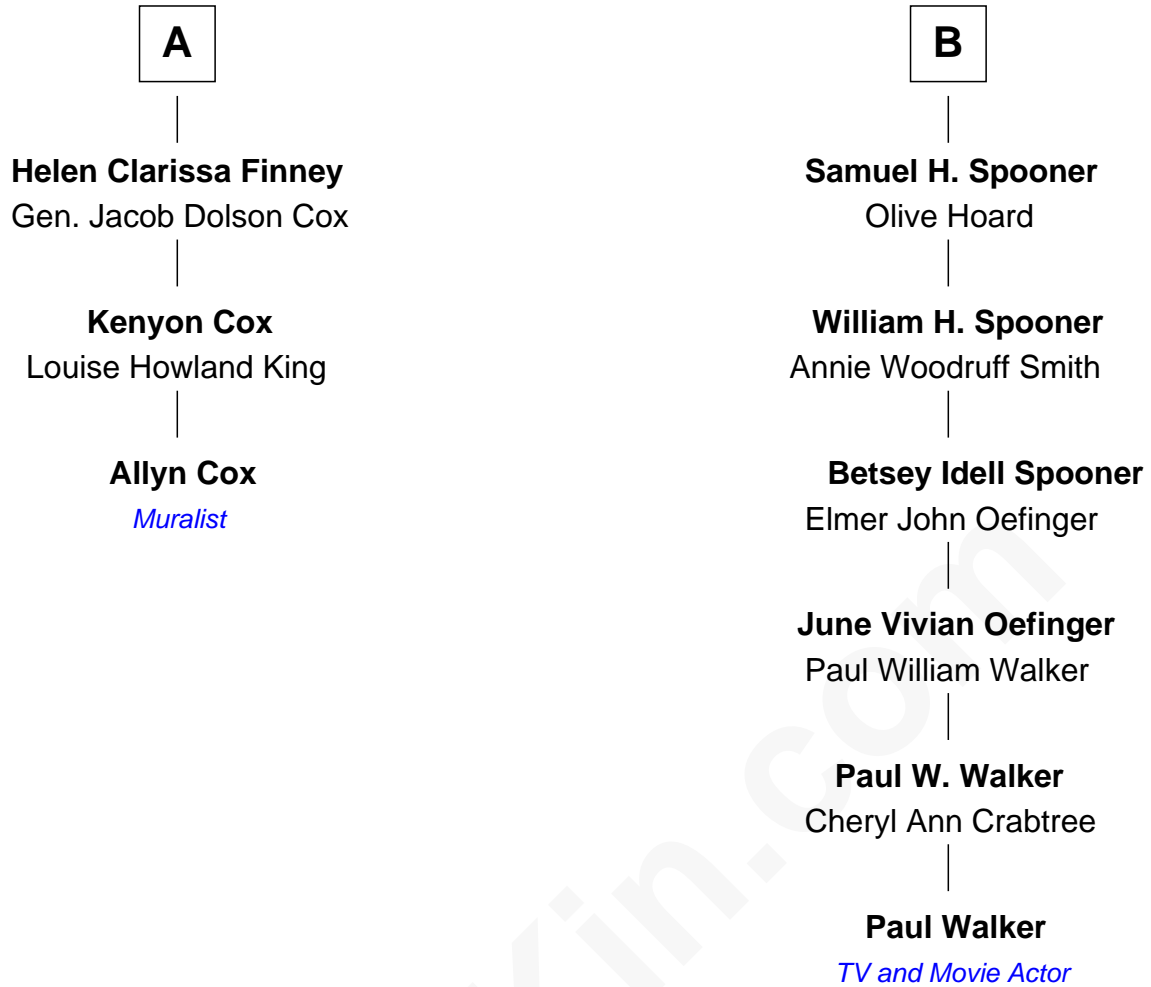 A
Helen Clarissa Finney
Gen. Jacob Dolson Cox
Kenyon Cox
Louise Howland King
Allyn Cox
Muralist
B
Samuel H. Spooner
Olive Hoard
William H. Spooner
Annie Woodruff Smith
Betsey Idell Spooner
Elmer John Oefinger
June Vivian Oefinger
Paul William Walker
Paul W. Walker
Cheryl Ann Crabtree
Paul Walker
TV and Movie Actor
Kin.com